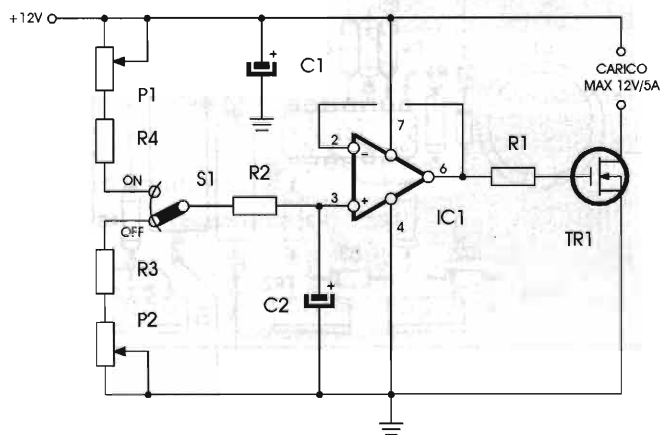 +12V
C1
+
P1
R4
ON
OFF
S1
R2
R3
P2
C2
+
2
3
−
+
7
6
4
IC1
R1
TR1
CARICO
MAX 12V/5A